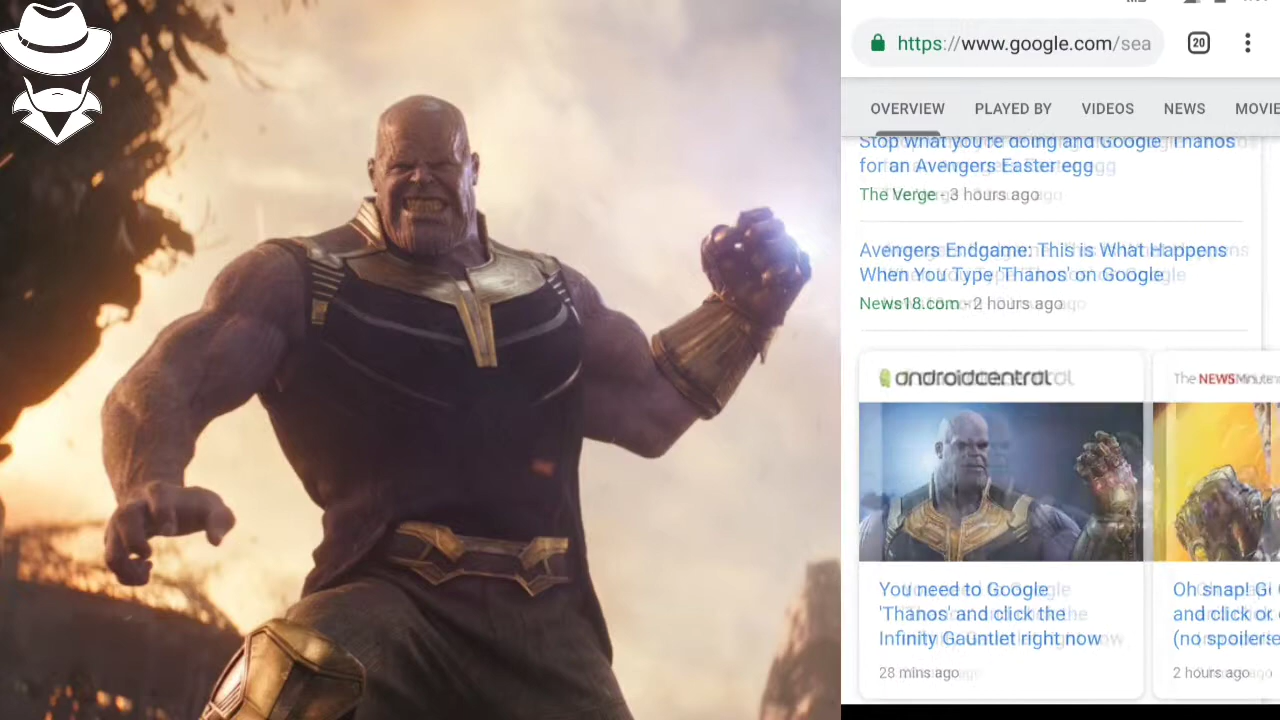 https://www.google.com/sea
20
OVERVIEW PLAYED BY VIDEOS NEWS MOVIE
Stop what you're doing and Google Thanos
for an Avengers Easter egg
The Verge - 3 hours ago
Avengers Endgame: This is What Happens
When You Type 'Thanos' on Google
News18.com - 2 hours ago
androidcentral
The NEWS Minute
You need to Google
'Thanos' and click the
Infinity Gauntlet right now
28 mins ago
Oh snap!
and click
(no spoilers
2 hours ago